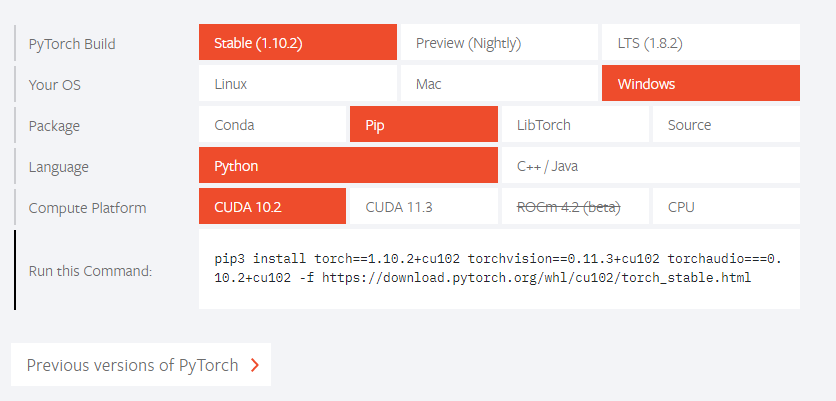 PyTorch Build Stable (1.10.2) Preview (Nightly) LTS (1.8.2)
Your OS Linux Mac Windows
Package Conda Pip LibTorch Source
Language Python C++ / Java
Compute Platform CUDA 10.2 CUDA 11.3 ROCm 4.2 (beta) CPU
Run this Command:
pip3 install torch==1.10.2+cu102 torchvision==0.11.3+cu102 torchaudio===0.
10.2+cu102 -f https://download.pytorch.org/whl/cu102/torch_stable.html
Previous versions of PyTorch